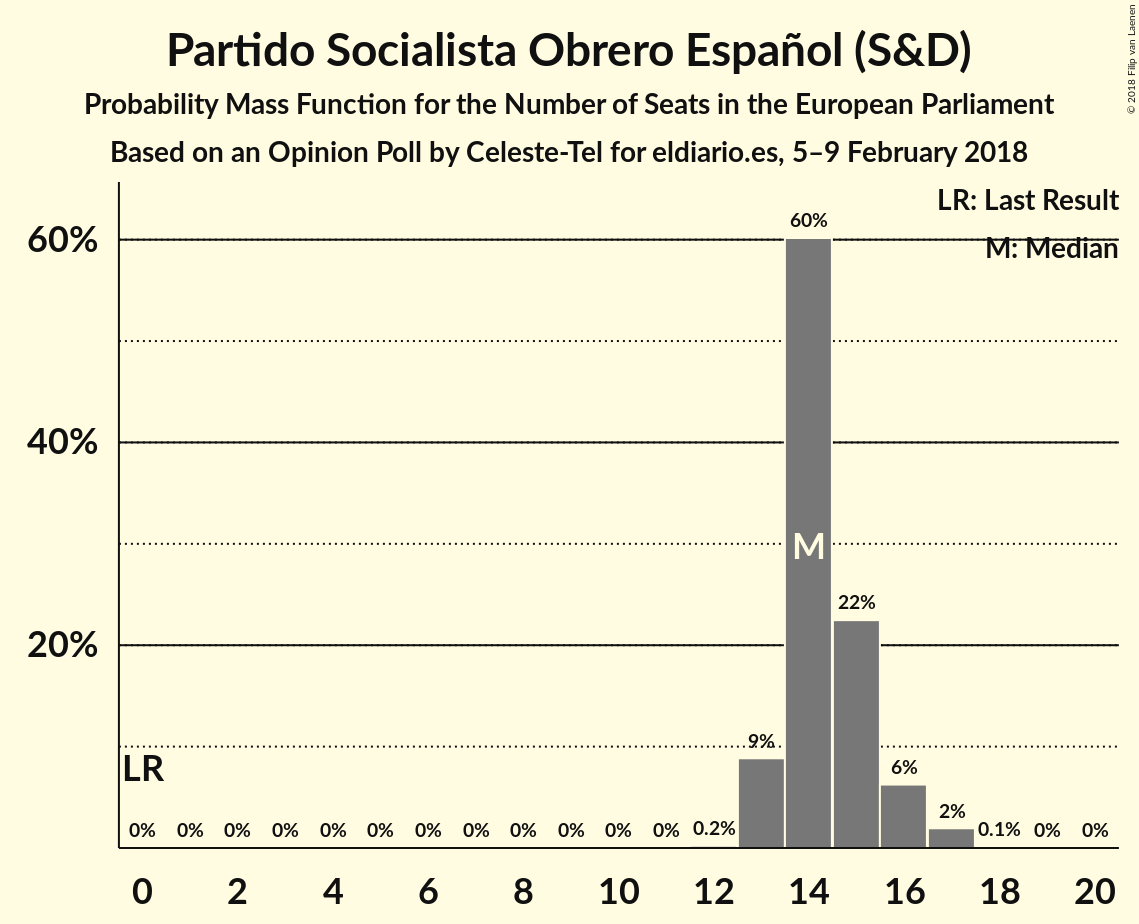 Partido Socialista Obrero Español (S&D)
Probability Mass Function for the Number of Seats in the European Parliament
Based on an Opinion Poll by Celeste-Tel for eldiario.es, 5–9 February 2018
© 2018 Filip van Laenen
LR: Last Result
M: Median
60%
40%
20%
LR
M
0% 0% 0% 0% 0% 0% 0% 0% 0% 0% 0% 0% 0.2% 9% 60% 22% 6% 2% 0.1% 0% 0%
0 2 4 6 8 10 12 14 16 18 20